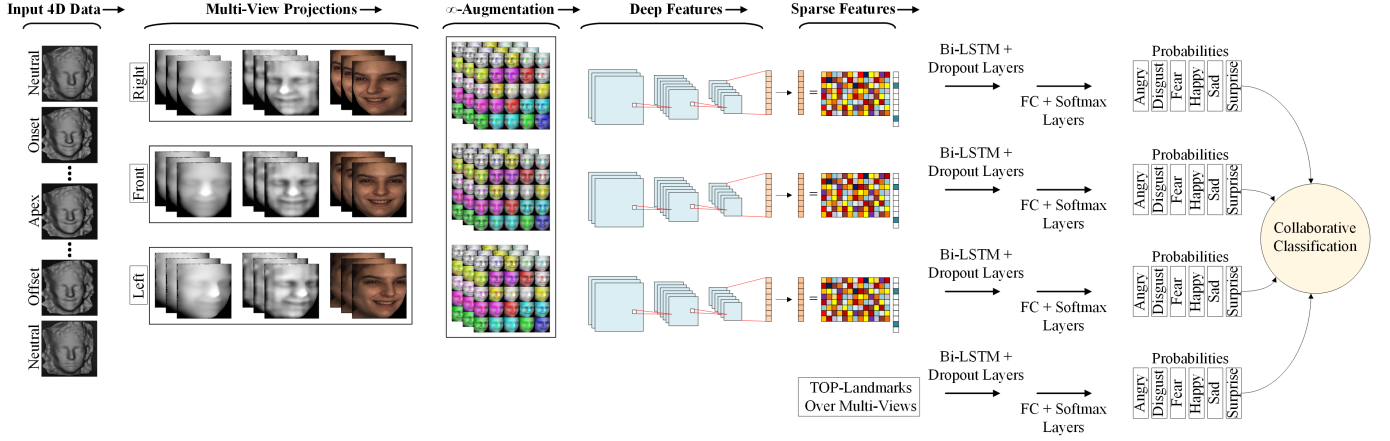 Input 4D Data
Multi-View Projections
∞-Augmentation
Deep Features
Sparse Features
Neutral
Onset
Apex
Offset
Neutral
Right
Front
Left
=
Bi-LSTM +
Dropout Layers
FC + Softmax
Layers
Probabilities
Angry
Disgust
Fear
Happy
Sad
Surprise
=
Bi-LSTM +
Dropout Layers
FC + Softmax
Layers
Probabilities
Angry
Disgust
Fear
Happy
Sad
Surprise
=
Bi-LSTM +
Dropout Layers
FC + Softmax
Layers
Probabilities
Angry
Disgust
Fear
Happy
Sad
Surprise
TOP-Landmarks
Over Multi-Views
Bi-LSTM +
Dropout Layers
FC + Softmax
Layers
Probabilities
Angry
Disgust
Fear
Happy
Sad
Surprise
Collaborative
Classification